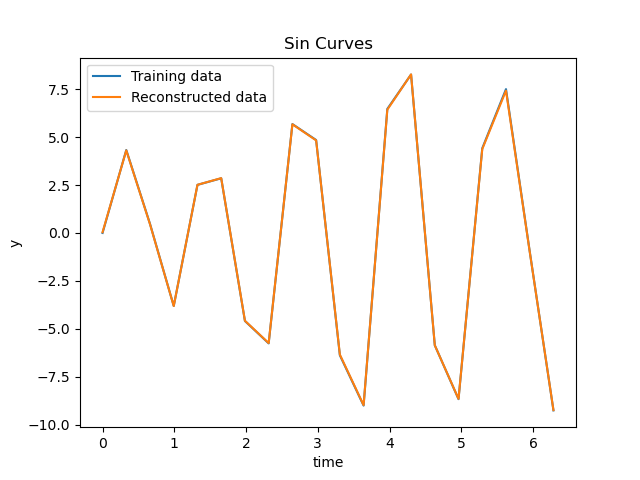 Sin Curves
Training data
Reconstructed data
7.5
5.0
2.5
0.0
−2.5
−5.0
−7.5
−10.0
y
0 1 2 3 4 5 6
time